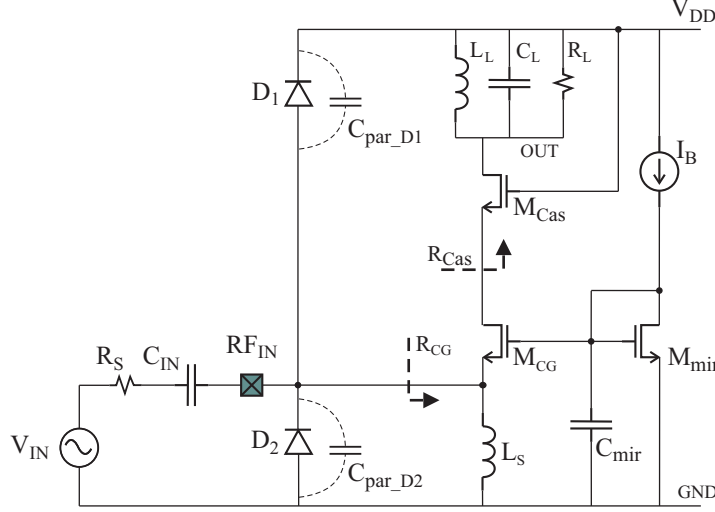 V_DD
L_L
C_L
R_L
D_1
C_par_D1
OUT
I_B
M_Cas
R_Cas
R_S
C_IN
RF_IN
R_CG
M_CG
M_mir
V_IN
D_2
C_par_D2
L_S
C_mir
GND